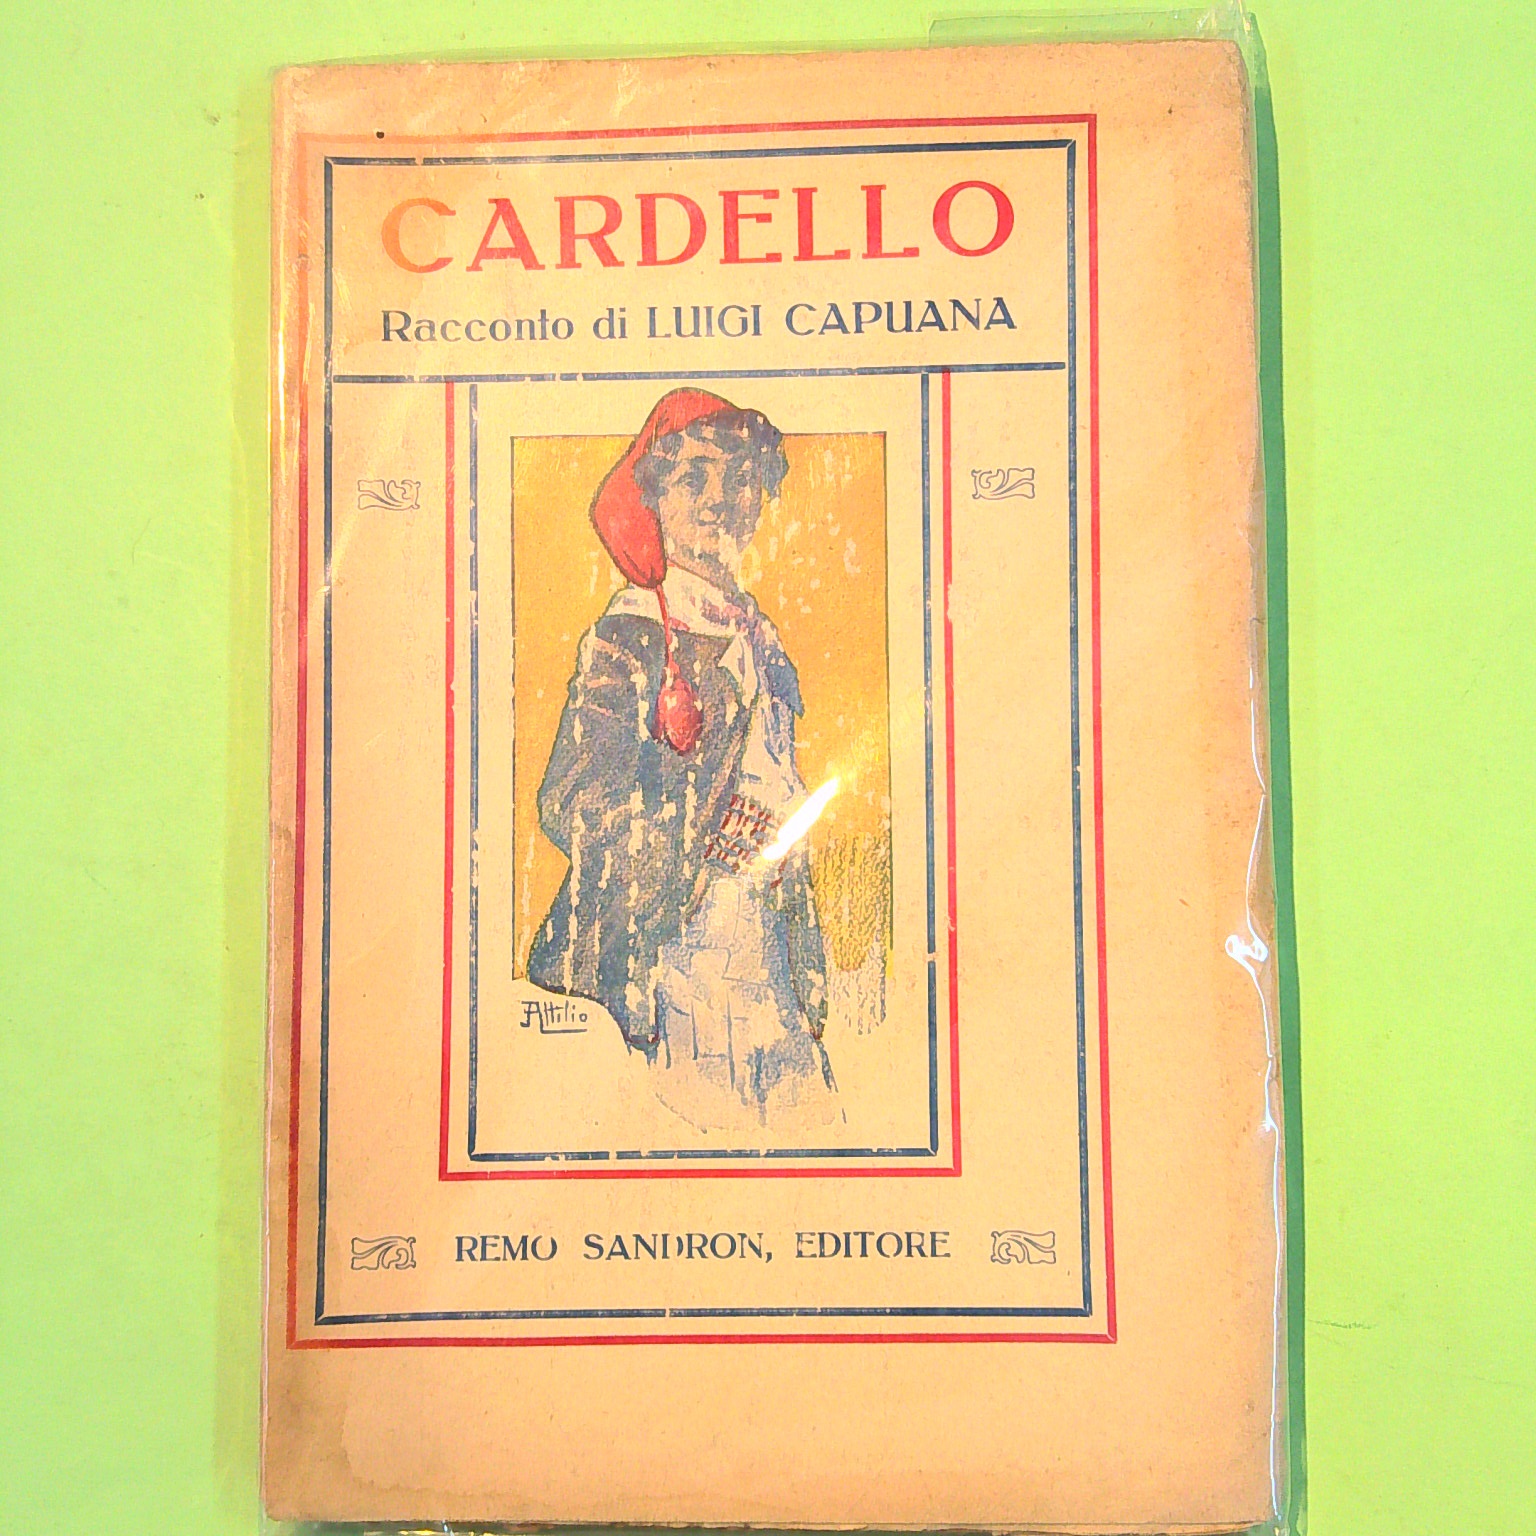 CARDELLO
Racconto di LUIGI CAPUANA
Attilio
REMO SANDRON, EDITORE